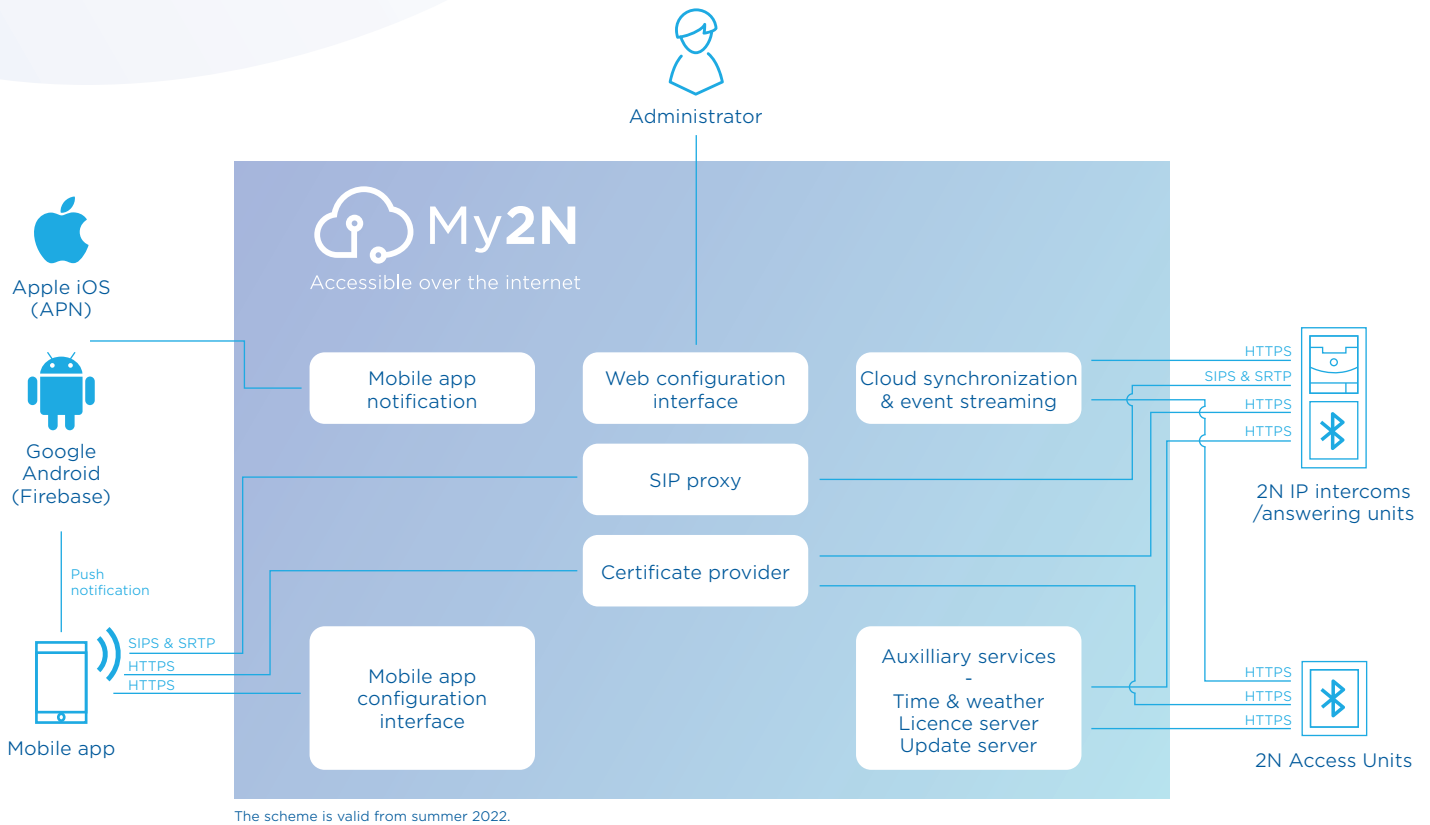 Administrator
My2N
Accessible over the internet
Apple iOS
(APN)
Google
Android
(Firebase)
Push
notification
Mobile app
SIPS & SRTP
HTTPS
HTTPS
Mobile app
notification
Web configuration
interface
Cloud synchronization
& event streaming
SIP proxy
Certificate provider
Mobile app
configuration
interface
Auxilliary services
-
Time & weather
Licence server
Update server
HTTPS
SIPS & SRTP
HTTPS
HTTPS
2N IP intercoms
/answering units
HTTPS
HTTPS
HTTPS
2N Access Units
The scheme is valid from summer 2022.